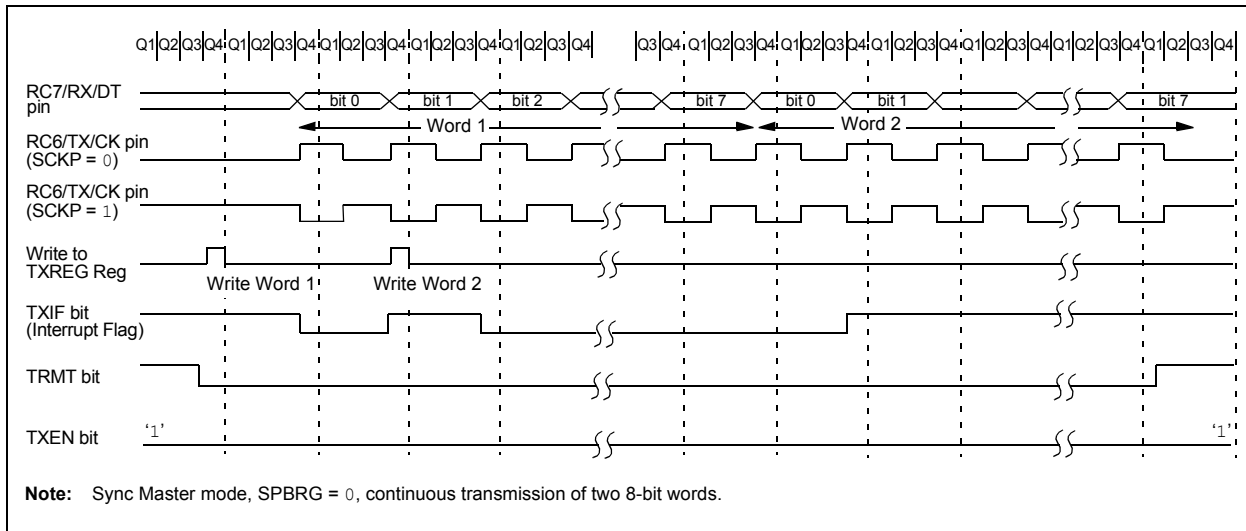 Q1 Q2 Q3 Q4 Q1 Q2 Q3 Q4 Q1 Q2 Q3 Q4 Q1 Q2 Q3 Q4 Q1 Q2 Q3 Q4 Q3 Q4 Q1 Q2 Q3 Q4 Q1 Q2 Q3 Q4 Q1 Q2 Q3 Q4 Q1 Q2 Q3 Q4 Q1 Q2 Q3 Q4
RC7/RX/DT
pin
bit 0 bit 1 bit 2 bit 7 bit 0 bit 1 bit 7
Word 1 Word 2
RC6/TX/CK pin
(SCKP = 0)
RC6/TX/CK pin
(SCKP = 1)
Write to
TXREG Reg
Write Word 1 Write Word 2
TXIF bit
(Interrupt Flag)
TRMT bit
TXEN bit
‘1’ ‘1’
Note: Sync Master mode, SPBRG = 0, continuous transmission of two 8-bit words.